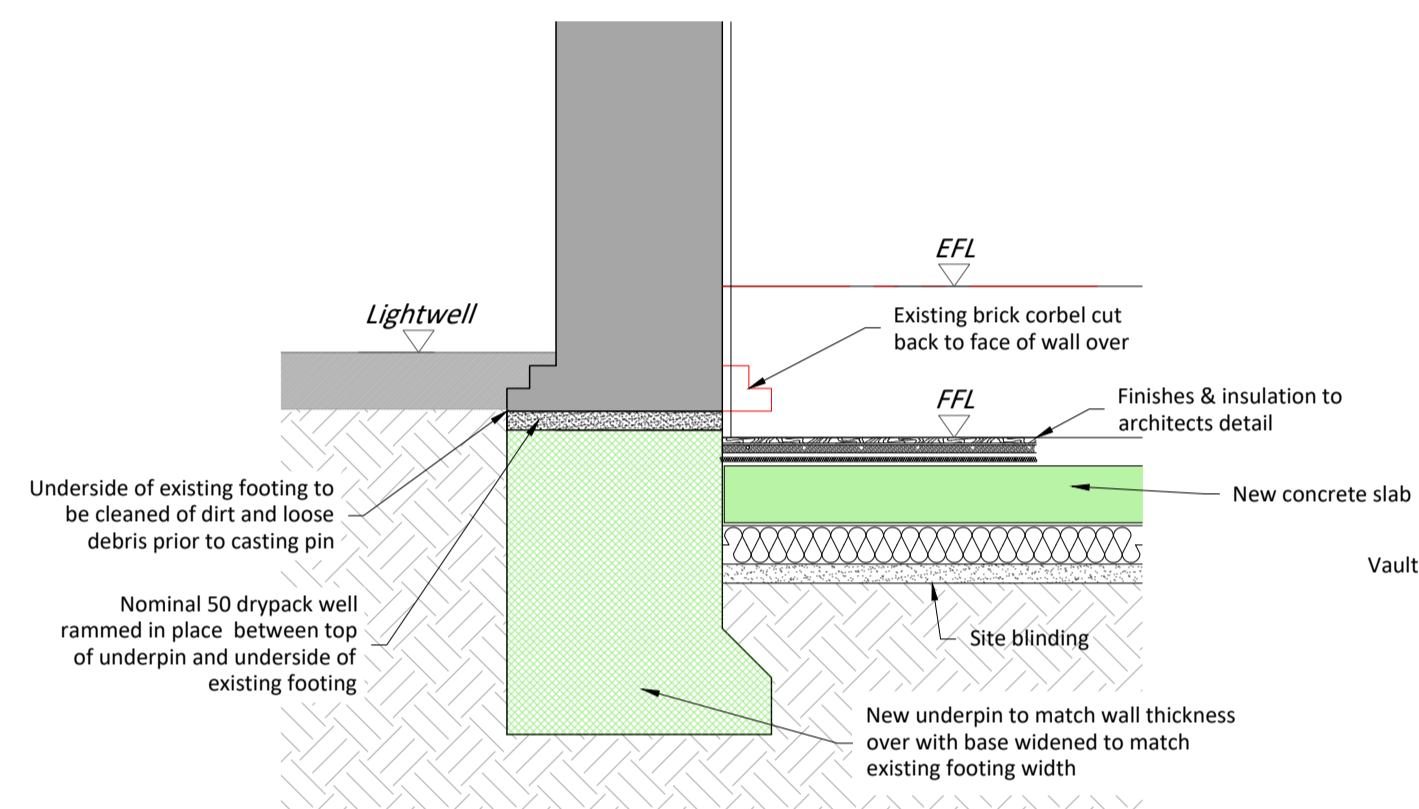 EFL
Lightwell
Existing brick corbel cut
back to face of wall over
FFL
Finishes & insulation to
architects detail
Underside of existing footing to
be cleaned of dirt and loose
debris prior to casting pin
New concrete slab
Vault
Nominal 50 drypack well
rammed in place between top
of underpin and underside of
existing footing
Site blinding
New underpin to match wall thickness
over with base widened to match
existing footing width